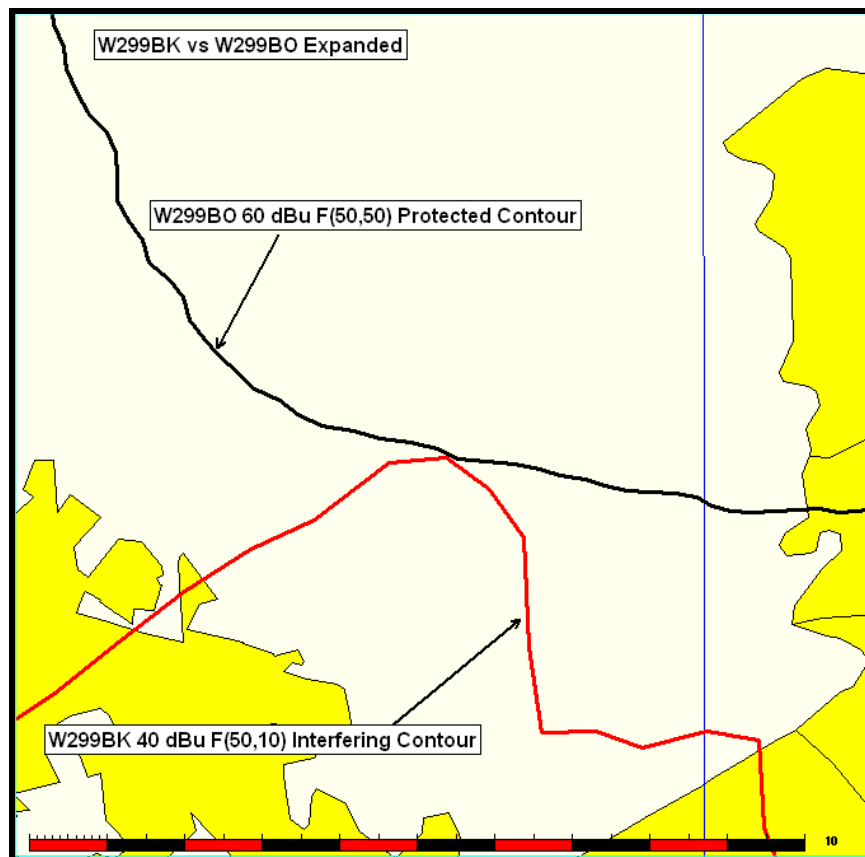 W299BK vs W299BO Expanded
W299BO 60 dBu F(50,50) Protected Contour
W299BK 40 dBu F(50,10) Interfering Contour
10